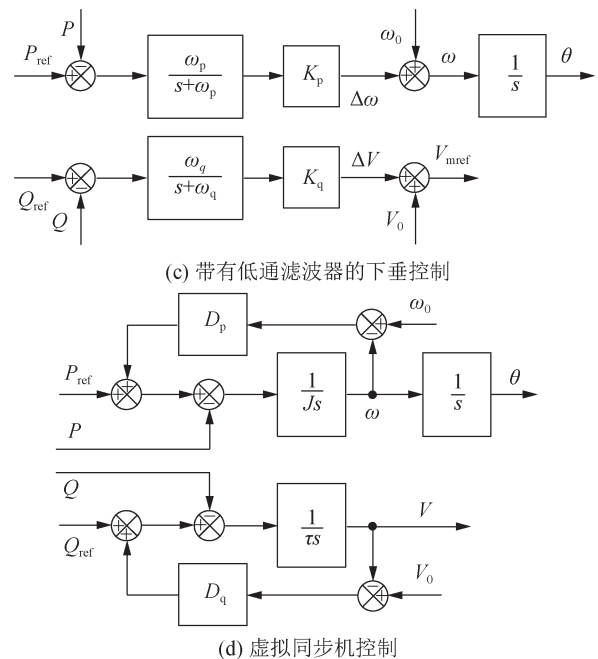 P
P_ref
ω_p
s+ω_p
K_p
Δω
ω_0
ω
1
s
θ
Q_ref
Q
ω_q
s+ω_q
K_q
ΔV
V_0
V_mref
(c) 带有低通滤波器的下垂控制
D_p
ω_0
P_ref
P
1
Js
ω
1
s
θ
Q
Q_ref
1
τs
V
D_q
V_0
(d) 虚拟同步机控制